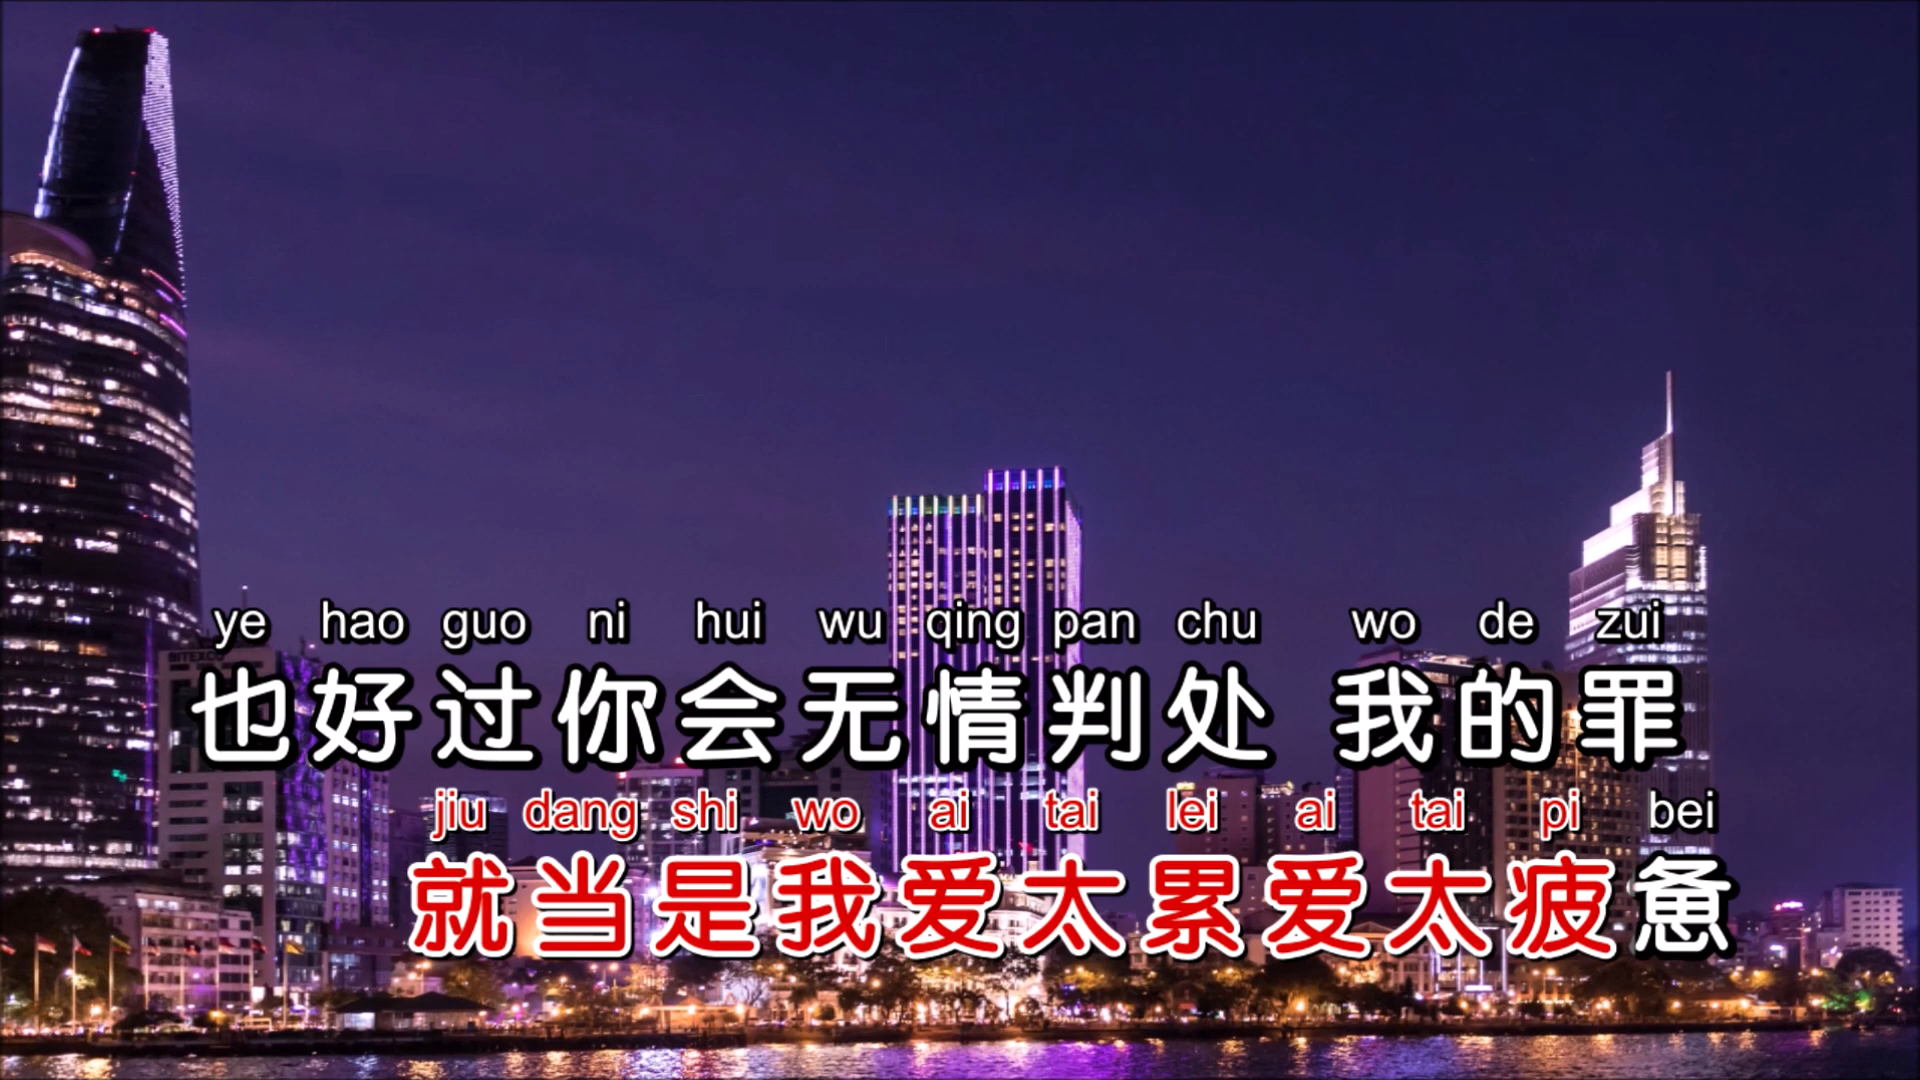 BITEXCO
ye hao guo ni hui wu qing pan chu wo de zui
也好过你会无情判处 我的罪
jiu dang shi wo ai tai lei ai tai pi bei
就当是我爱太累爱太疲惫